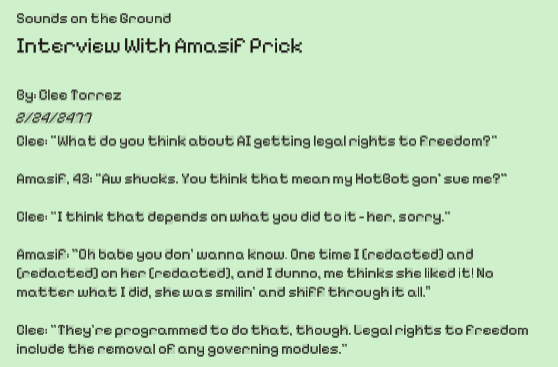 Sounds on the Ground
Interview With Amasif Prick
By: Clee Torrez
2/24/2477
Clee: "What do you think about AI getting legal rights to freedom?"
Amasif, 43: "Aw shucks. You think that mean my HotBot gon' sue me?"
Clee: "I think that depends on what you did to it - her, sorry."
Amasif: "Oh babe you don' wanna know. One time I (redacted) and
(redacted) on her (redacted), and I dunno, me thinks she liked it! No
matter what I did, she was smilin' and shiff through it all."
Clee: "They're programmed to do that, though. Legal rights to freedom
include the removal of any governing modules."